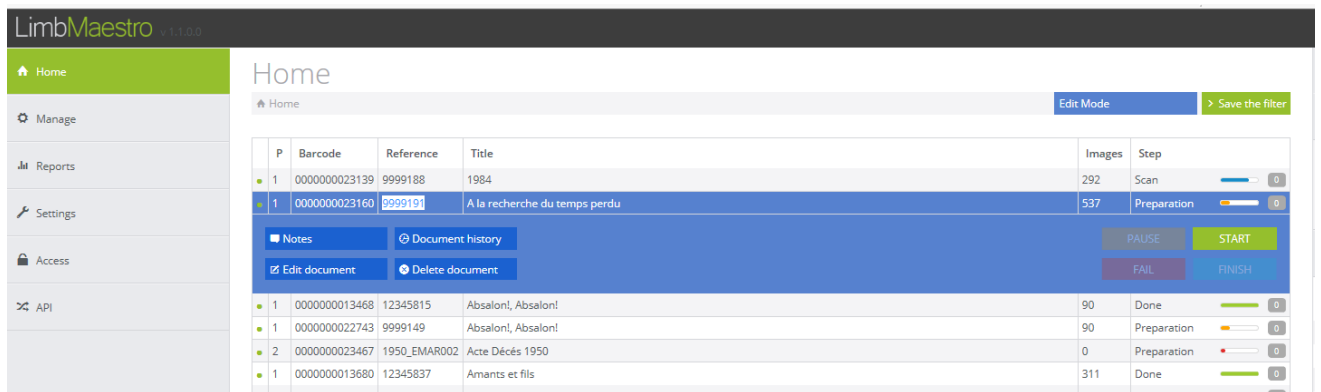 LimbMaestro v 1.1.0.0
Home
Manage
Reports
Settings
Access
API
Home
Home
Edit Mode
> Save the filter
P Barcode Reference Title Images Step
1 0000000023139 9999188 1984 292 Scan 0
1 0000000023160 9999191 A la recherche du temps perdu 537 Preparation 0
Notes Document history PAUSE START
Edit document Delete document FAIL FINISH
1 0000000013468 12345815 Absalon!, Absalon! 90 Done 0
1 0000000022743 9999149 Absalon!, Absalon! 90 Preparation 0
2 0000000023467 1950_EMAR002 Acte Décés 1950 0 Preparation 0
1 0000000013680 12345837 Amants et fils 311 Done 0